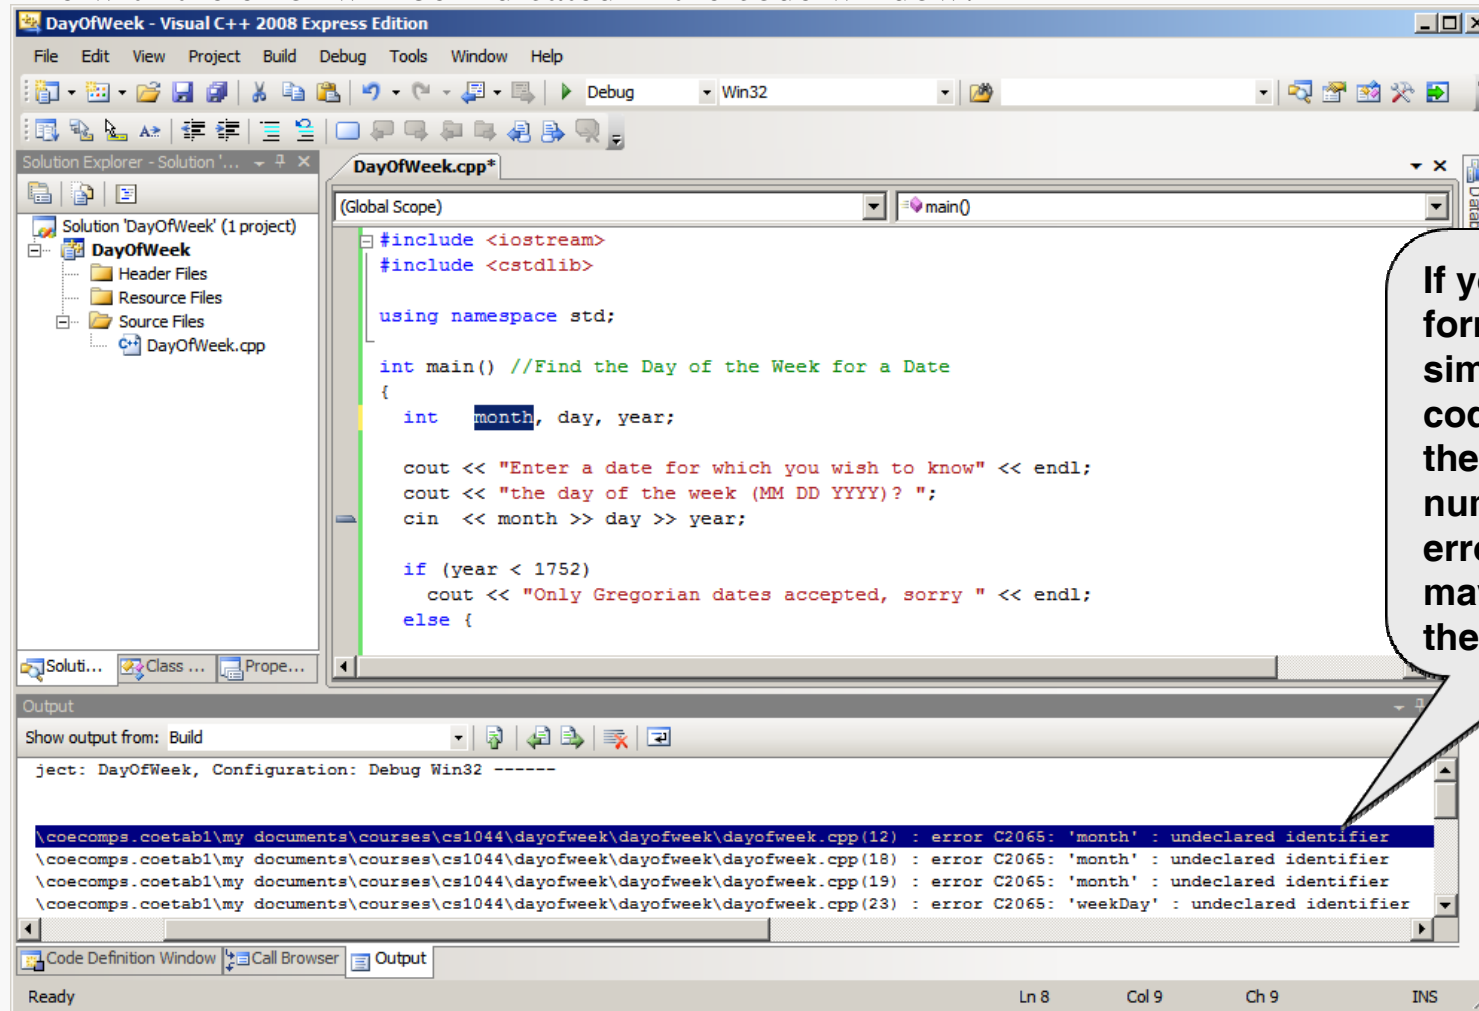 DayOfWeek - Visual C++ 2008 Express Edition
File Edit View Project Build Debug Tools Window Help
Debug Win32
Solution Explorer - Solution '...
DayOfWeek.cpp*
(Global Scope) main()
Solution 'DayOfWeek' (1 project)
DayOfWeek
Header Files
Resource Files
Source Files
DayOfWeek.cpp
#include <iostream>
#include <cstdlib>
using namespace std;
int main() //Find the Day of the Week for a Date
{
int month, day, year;
cout << "Enter a date for which you wish to know" << endl;
cout << "the day of the week (MM DD YYYY)? ";
cin << month >> day >> year;
if (year < 1752)
cout << "Only Gregorian dates accepted, sorry " << endl;
else {
If
the
the
Soluti... Class ... Prope...
Output
Show output from: Build
ject: DayOfWeek, Configuration: Debug Win32 ------
\coecomps.coetab1\my documents\courses\cs1044\dayofweek\dayofweek\dayofweek.cpp(12) : error C2065: 'month' : undeclared identifier
\coecomps.coetab1\my documents\courses\cs1044\dayofweek\dayofweek\dayofweek.cpp(18) : error C2065: 'month' : undeclared identifier
\coecomps.coetab1\my documents\courses\cs1044\dayofweek\dayofweek\dayofweek.cpp(19) : error C2065: 'month' : undeclared identifier
\coecomps.coetab1\my documents\courses\cs1044\dayofweek\dayofweek\dayofweek.cpp(23) : error C2065: 'weekDay' : undeclared identifier
Code Definition Window Call Browser Output
Ready Ln 8 Col 9 Ch 9 INS